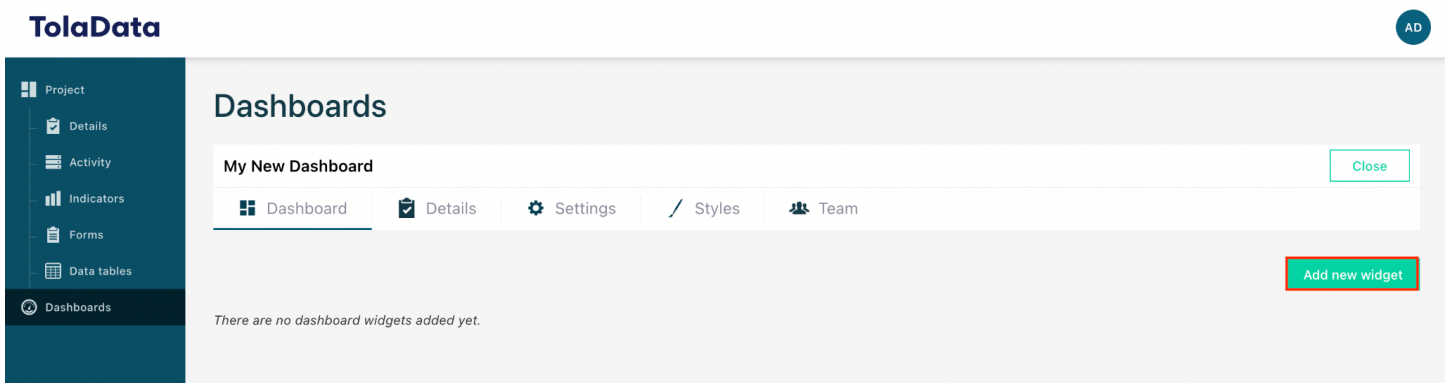 TolaData
AD
Project
Details
Activity
Indicators
Forms
Data tables
Dashboards
Dashboards
My New Dashboard
Close
Dashboard
Details
Settings
Styles
Team
Add new widget
There are no dashboard widgets added yet.